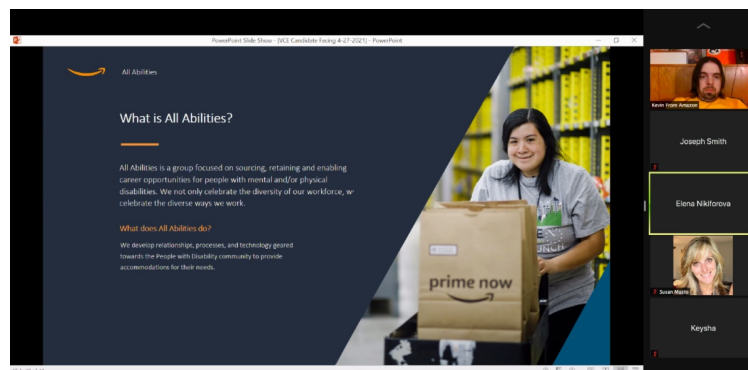 PowerPoint Slide Show - [VCE Candidate Facing 4-27-2021] - PowerPoint
All Abilities
What is All Abilities?
All Abilities is a group focused on sourcing, retaining and enabling
career opportunities for people with mental and/or physical
disabilities. We not only celebrate the diversity of our workforce, w
celebrate the diverse ways we work.
What does All Abilities do?
We develop relationships, processes, and technology geared
towards the People with Disability community to provide
accommodations for their needs.
prime now
Kevin From Amazon
Joseph Smith
Elena Nikiforova
Susan Musto
Keysha